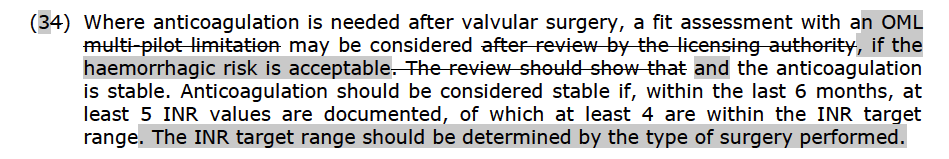 (34) Where anticoagulation is needed after valvular surgery, a fit assessment with an OML
multi-pilot limitation may be considered after review by the licensing authority, if the
haemorrhagic risk is acceptable. The review should show that and the anticoagulation
is stable. Anticoagulation should be considered stable if, within the last 6 months, at
least 5 INR values are documented, of which at least 4 are within the INR target
range. The INR target range should be determined by the type of surgery performed.